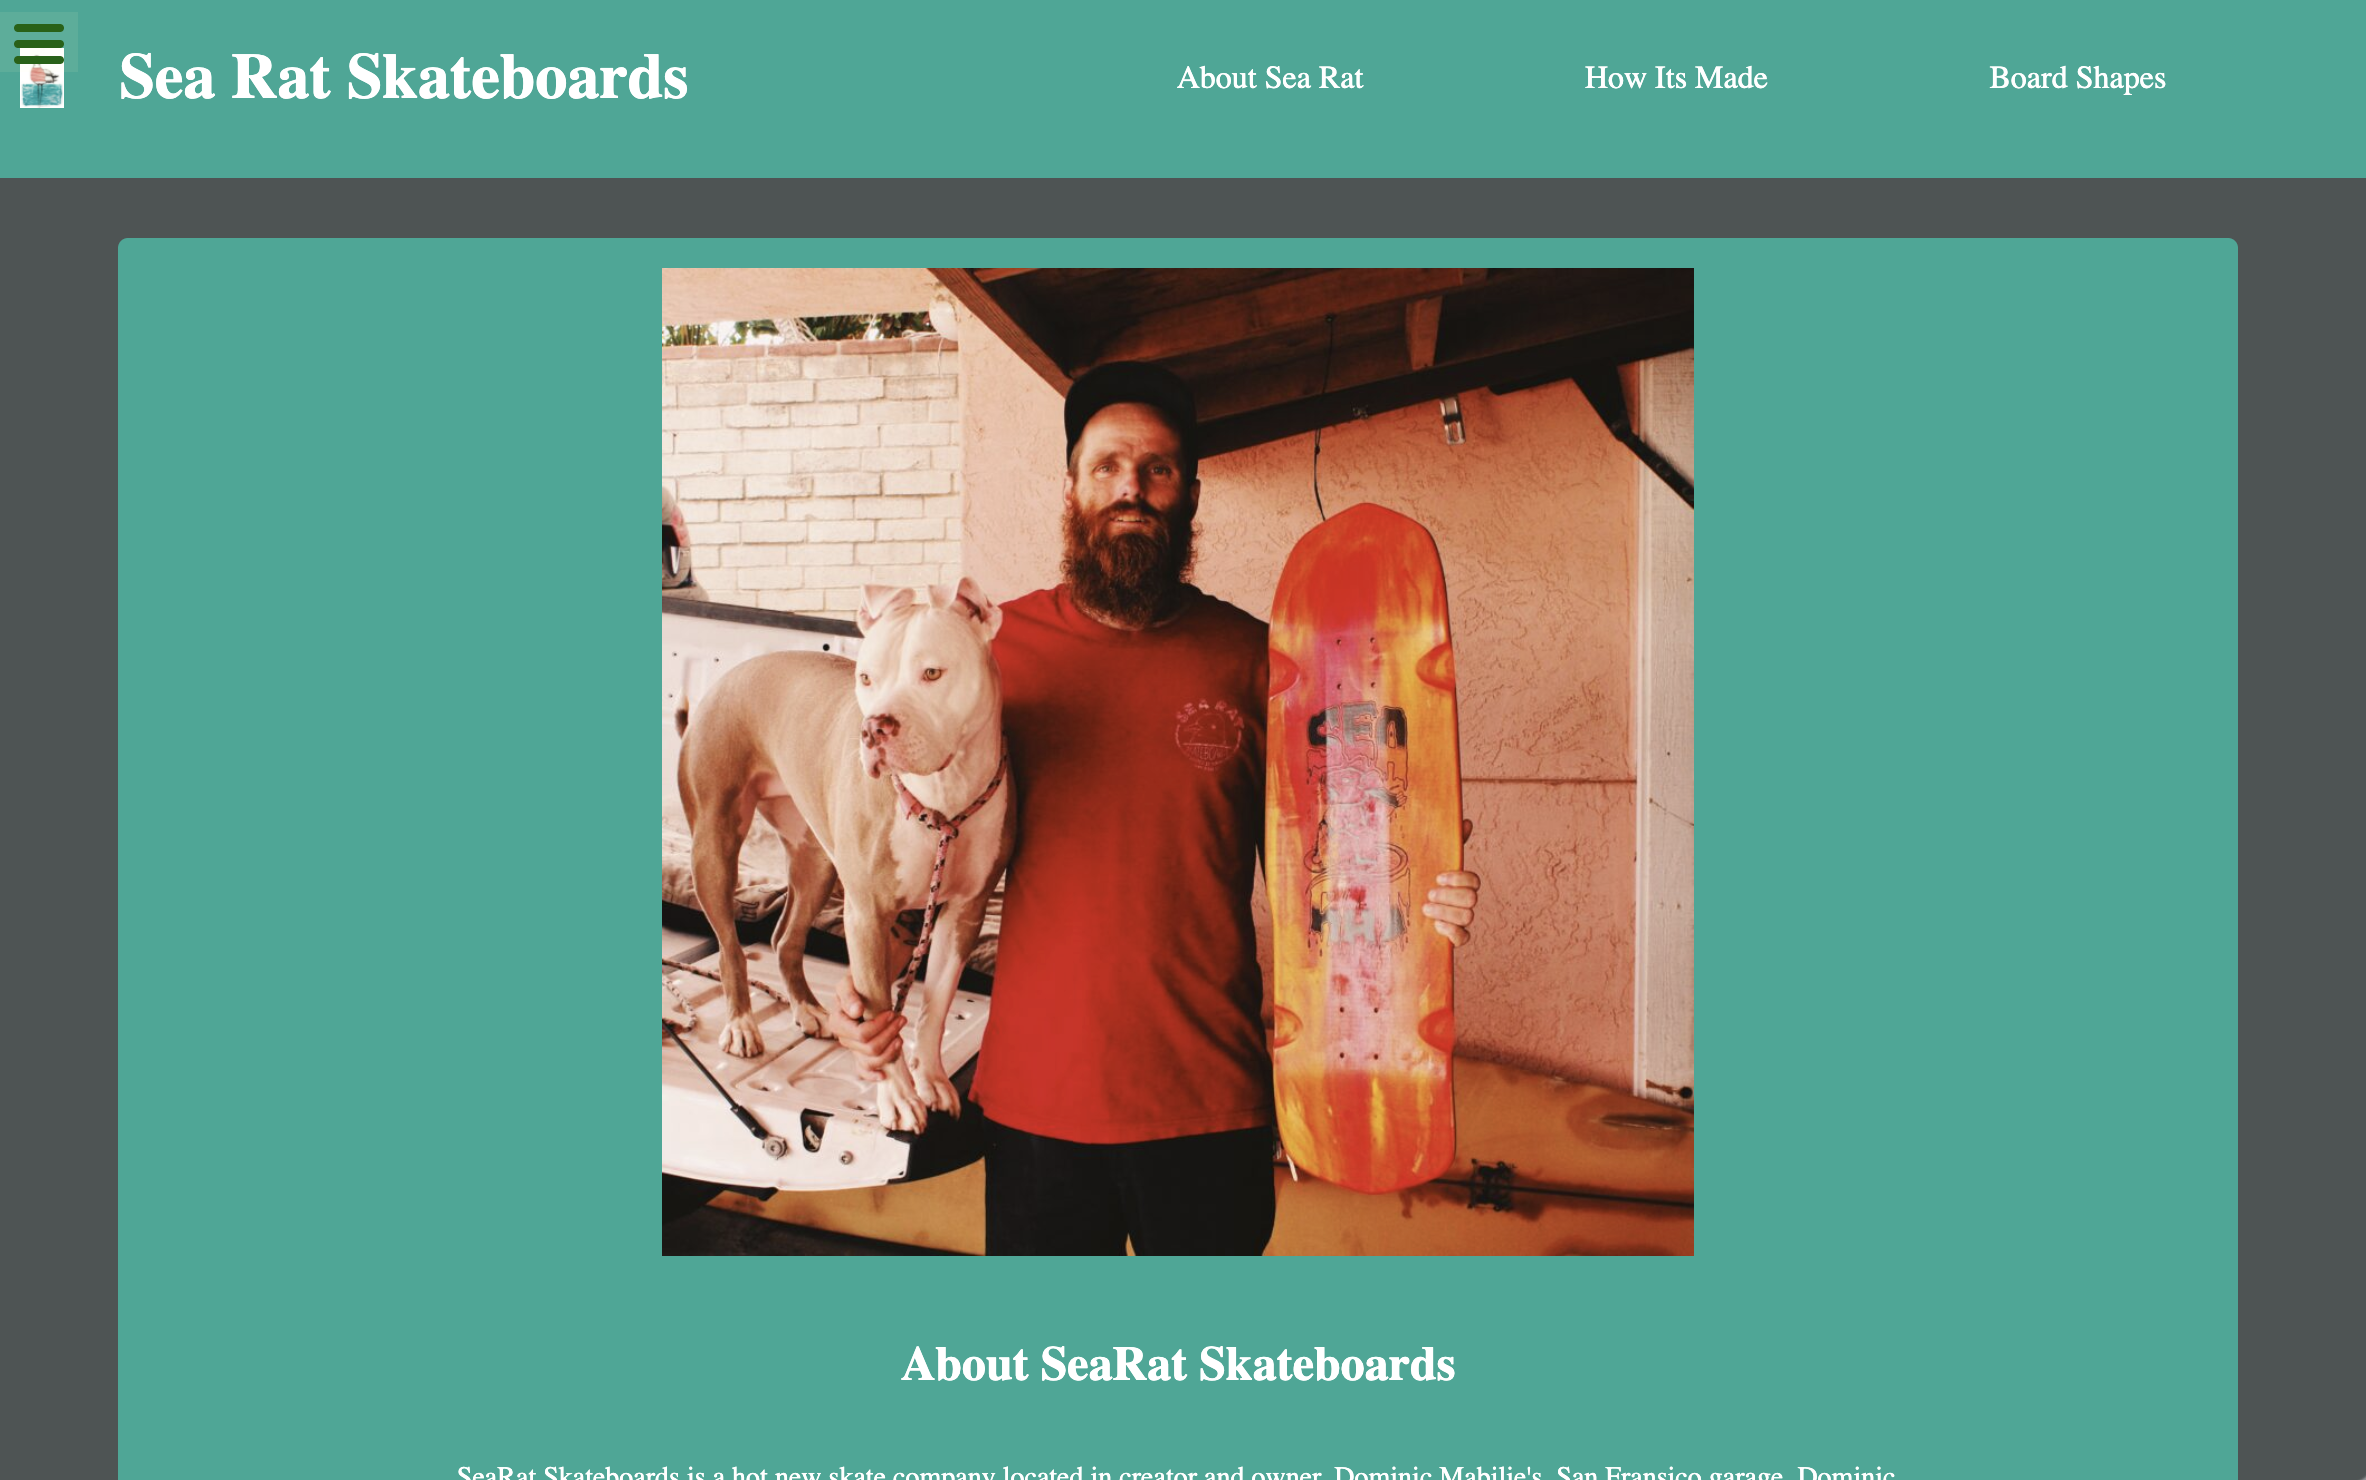 Sea Rat Skateboards
About Sea Rat
How Its Made
Board Shapes
About SeaRat Skateboards
SeaRat Skateboards is a hot new skate company located in creator and owner, Dominic Mabilie's, San Fransico garage. Dominic